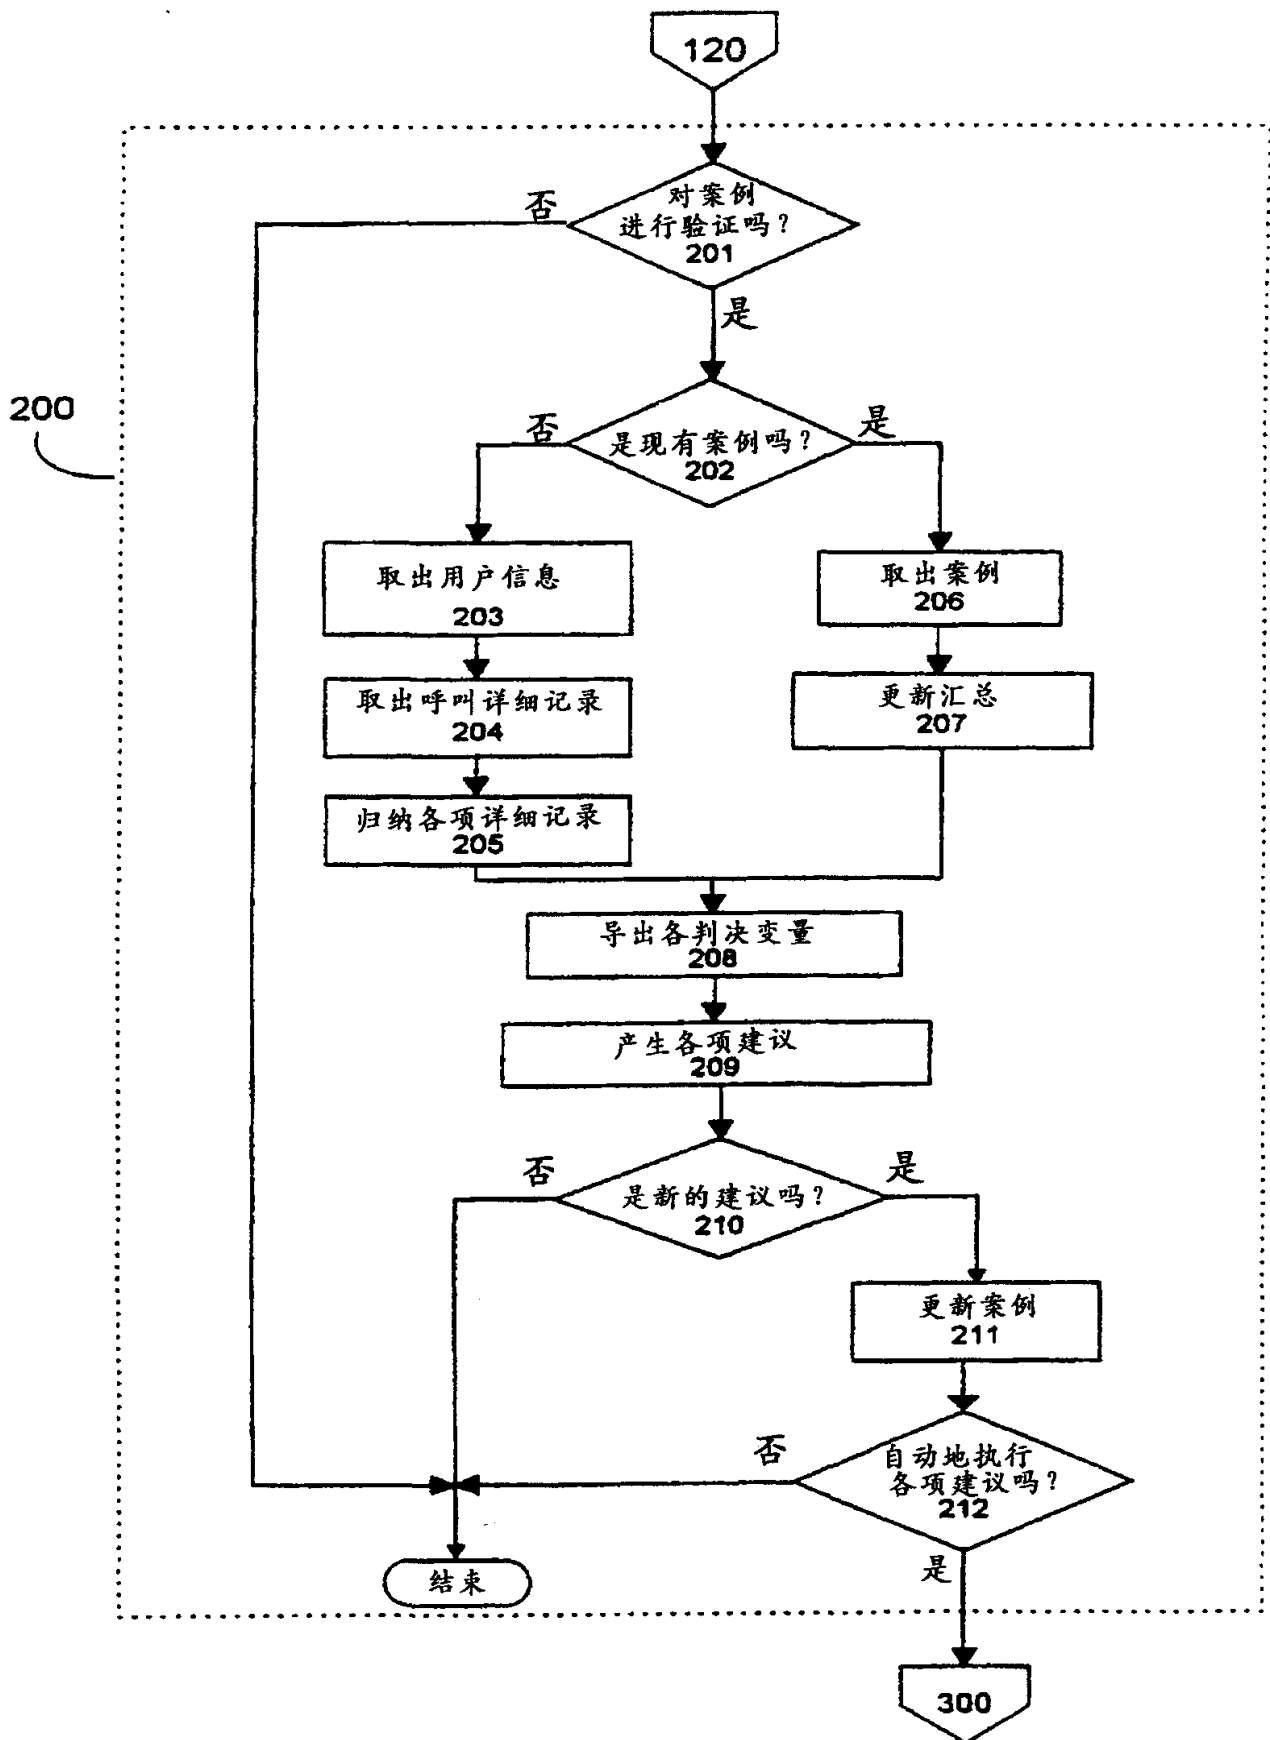 120
否
对案例
进行验证吗?
201
是
200
否
是现有案例吗?
202
是
取出用户信息
203
取出案例
206
取出呼叫详细记录
204
更新汇总
207
归纳各项详细记录
205
导出各判决变量
208
产生各项建议
209
否
是新的建议吗?
210
是
更新案例
211
否
自动地执行
各项建议吗?
212
是
结束
300